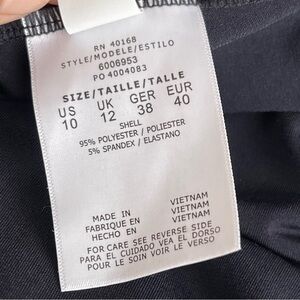 RN 40168
STYLE/MODELE/ESTILO
6006953
PO 4004083
SIZE/TAILLE/TALLE
US UK GER EUR
10 12 38 40
SHELL
95% POLYESTER / POLIESTER
5% SPANDEX / ELASTANO
MADE IN VIETNAM
FABRIQUE EN VIETNAM
HECHO EN VIETNAM
FOR CARE SEE REVERSE SIDE
PARA EL CUIDADO VEA EL DORSO
POUR LE SOIN VOIR LE VERSO